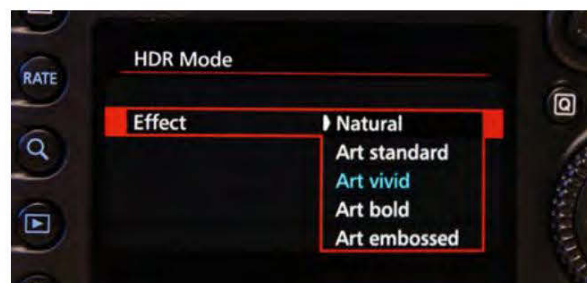 HDR Mode
RATE
Q
Effect
Natural
Art standard
Art vivid
Art bold
Art embossed